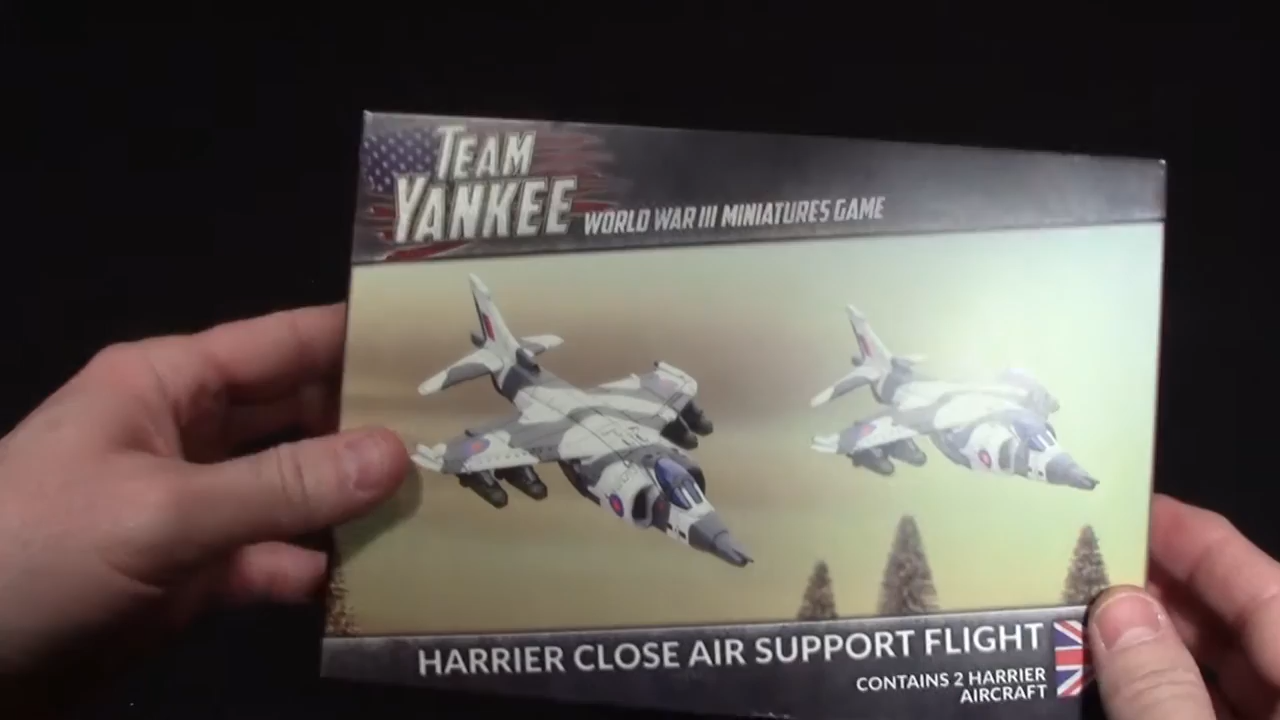 TEAM
YANKEE
WORLD WAR III MINIATURES GAME
HARRIER CLOSE AIR SUPPORT FLIGHT
CONTAINS 2 HARRIER
AIRCRAFT